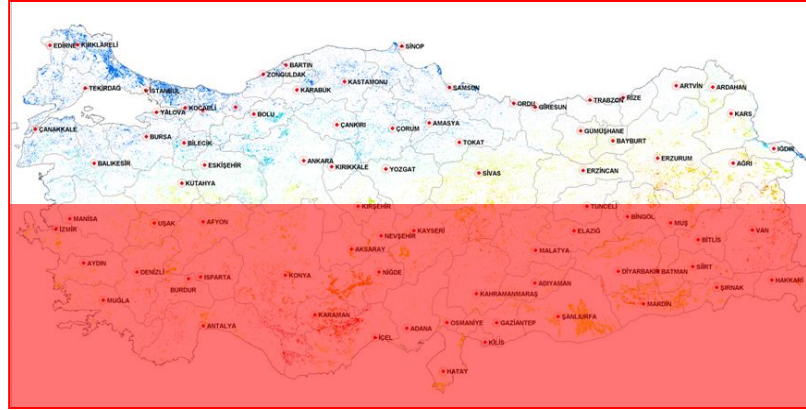 SİNOP
EDİRNE KIRKLARELİ
BARTIN
ZONGULDAK
KASTAMONU
TEKİRDAĞ İSTANBUL KARABÜK SAMSUN ARTVİN ARDAHAN
KOCAELİ ORDU GİRESUN TRABZON RİZE
YALOVA BOLU KARS
ÇANAKKALE ÇANKIRI ÇORUM AMASYA GÜMÜŞHANE
BURSA BİLECİK TOKAT BAYBURT IĞDIR
BALIKESİR ESKİŞEHİR ANKARA KIRIKKALE YOZGAT SİVAS ERZİNCAN ERZURUM AĞRI
KÜTAHYA
KIRŞEHİR TUNCELİ
MANİSA UŞAK AFYON BİNGÖL MUŞ
İZMİR NEVŞEHİR KAYSERİ ELAZIĞ VAN
AKSARAY MALATYA BİTLİS
AYDIN DENİZLİ ISPARTA KONYA NİĞDE DİYARBAKIR BATMAN SİİRT
BURDUR ADIYAMAN HAKKARİ
MUĞLA KAHRAMANMARAŞ MARDİN ŞIRNAK
ANTALYA KARAMAN ADANA OSMANİYE GAZİANTEP ŞANLIURFA
İÇEL KİLİS
HATAY